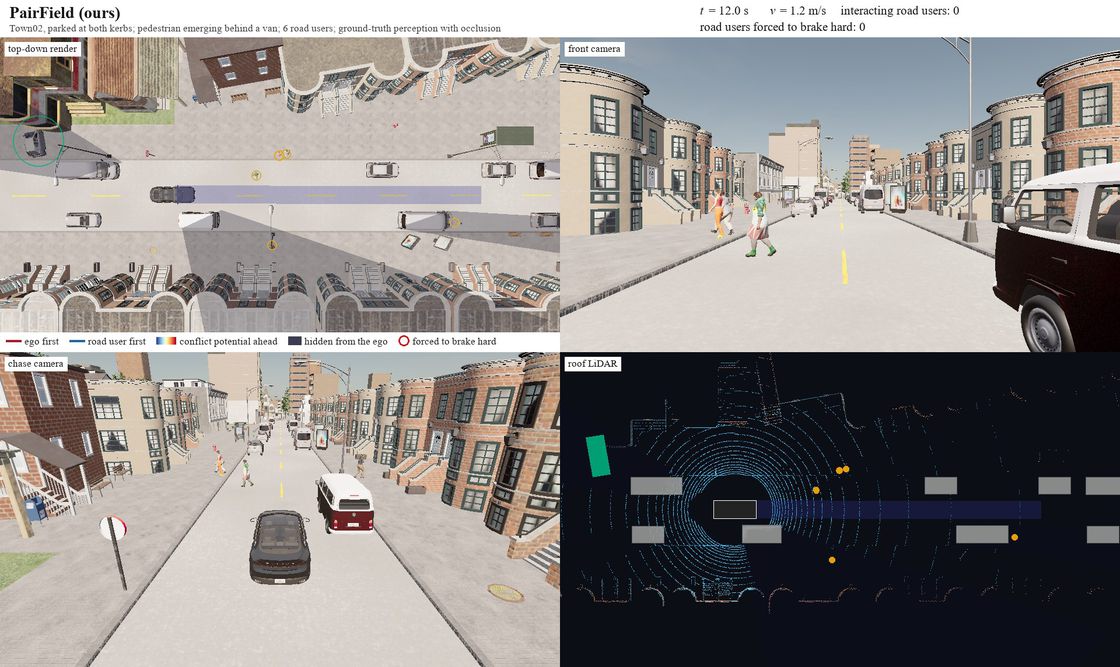 PairField (ours)
Town02, parked at both kerbs; pedestrian emerging behind a van; 6 road users; ground-truth perception with occlusion
t = 12.0 s v = 1.2 m/s interacting road users: 0
road users forced to brake hard: 0
top-down render
front camera
ego first road user first conflict potential ahead hidden from the ego forced to brake hard
chase camera
roof LiDAR